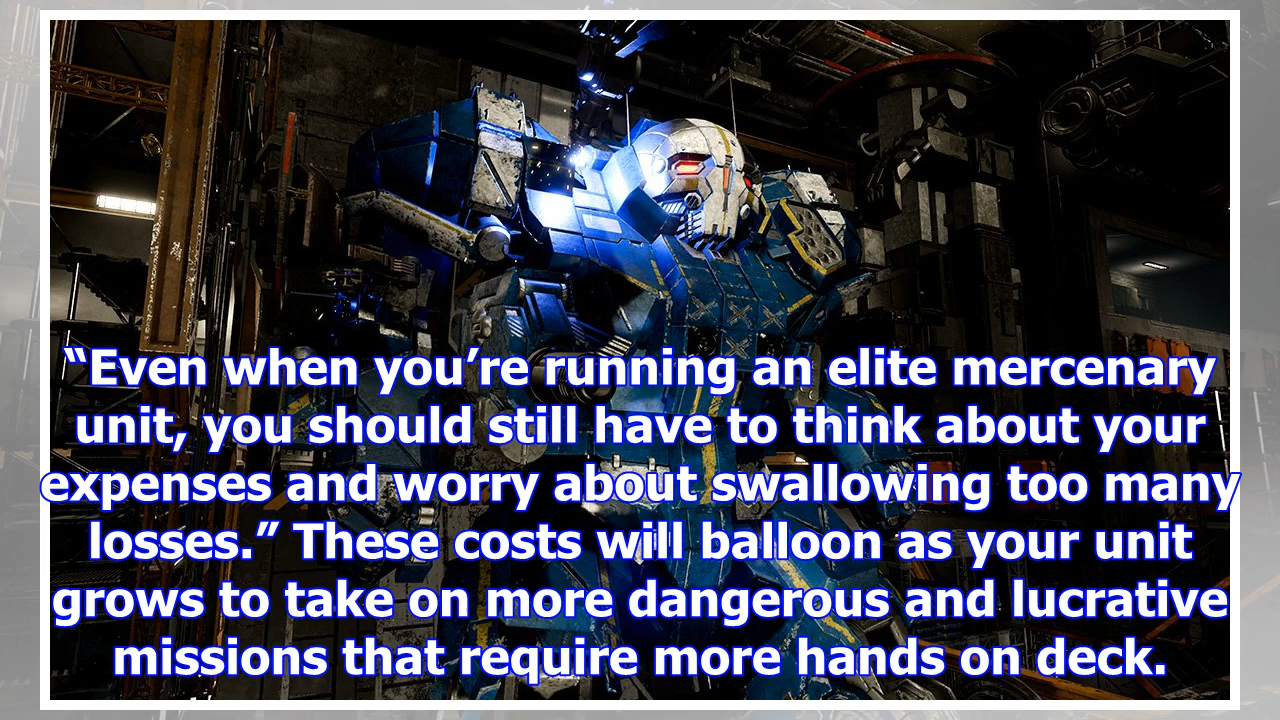 “Even when you’re running an elite mercenary
unit, you should still have to think about your
expenses and worry about swallowing too many
losses.” These costs will balloon as your unit
grows to take on more dangerous and lucrative
missions that require more hands on deck.